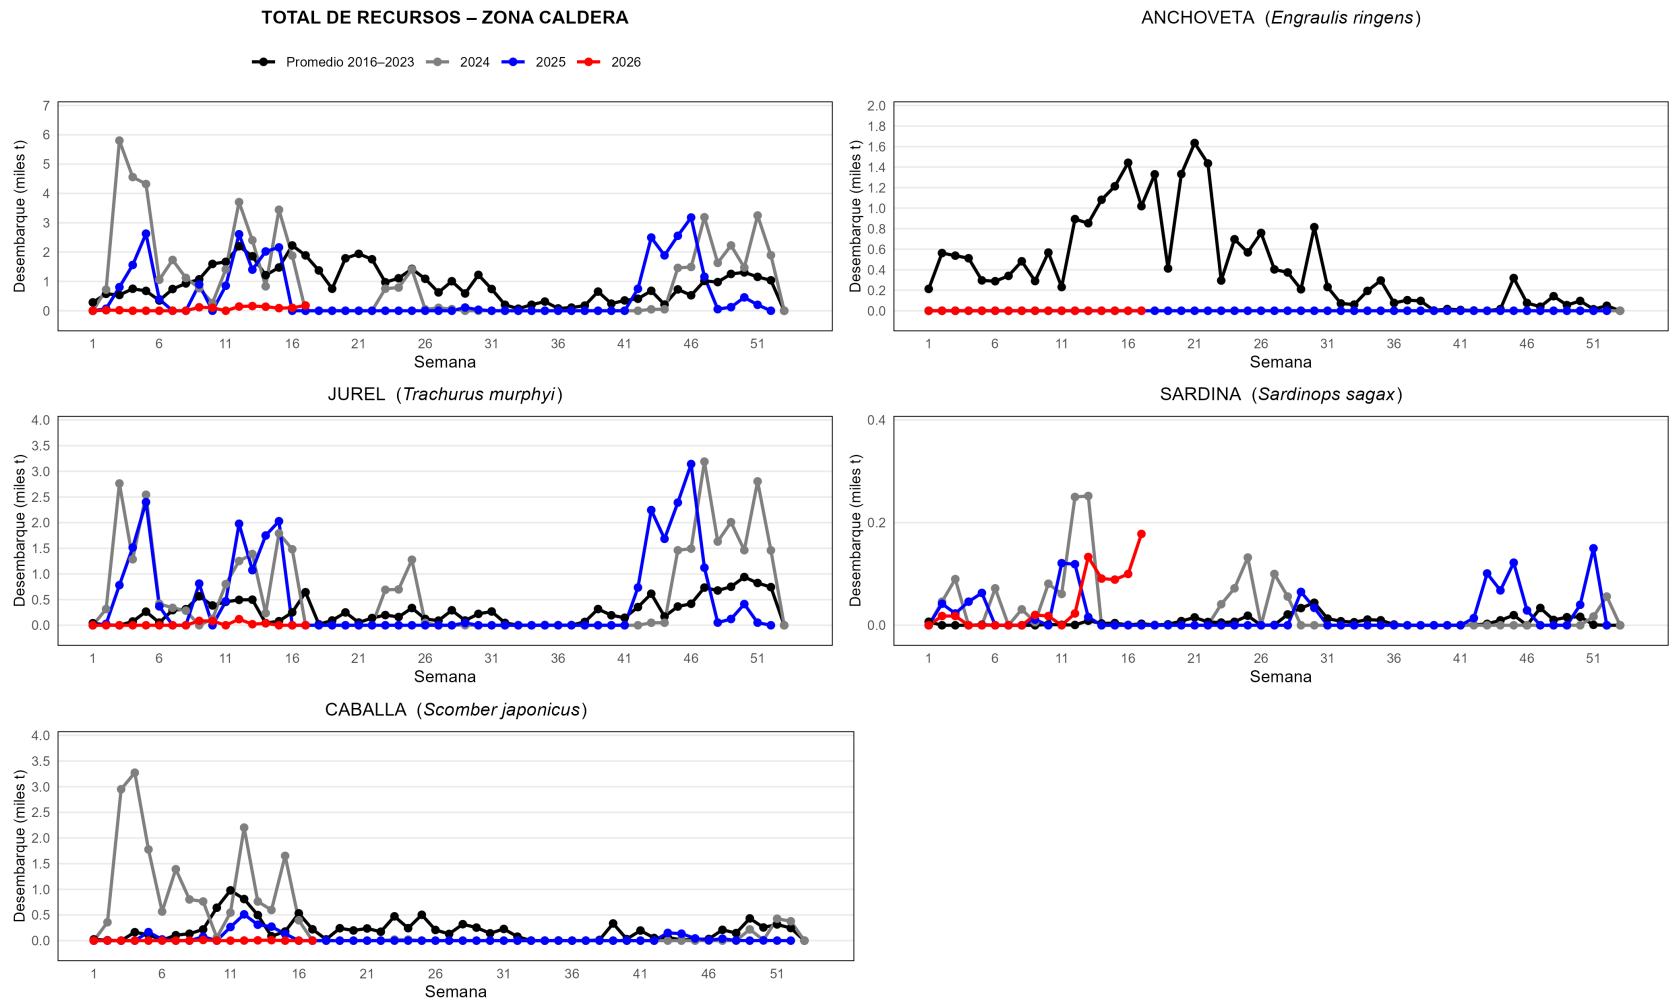 TOTAL DE RECURSOS – ZONA CALDERA
Promedio 2016–2023 2024 2025 2026
Desembarque (miles t)
7
6
5
4
3
2
1
0
1 6 11 16 21 26 31 36 41 46 51
Semana
ANCHOVETA (Engraulis ringens)
Desembarque (miles t)
2.0
1.8
1.6
1.4
1.2
1.0
0.8
0.6
0.4
0.2
0.0
1 6 11 16 21 26 31 36 41 46 51
Semana
JUREL (Trachurus murphyi)
Desembarque (miles t)
4.0
3.5
3.0
2.5
2.0
1.5
1.0
0.5
0.0
1 6 11 16 21 26 31 36 41 46 51
Semana
SARDINA (Sardinops sagax)
Desembarque (miles t)
0.4
0.2
0.0
1 6 11 16 21 26 31 36 41 46 51
Semana
CABALLA (Scomber japonicus)
Desembarque (miles t)
4.0
3.5
3.0
2.5
2.0
1.5
1.0
0.5
0.0
1 6 11 16 21 26 31 36 41 46 51
Semana